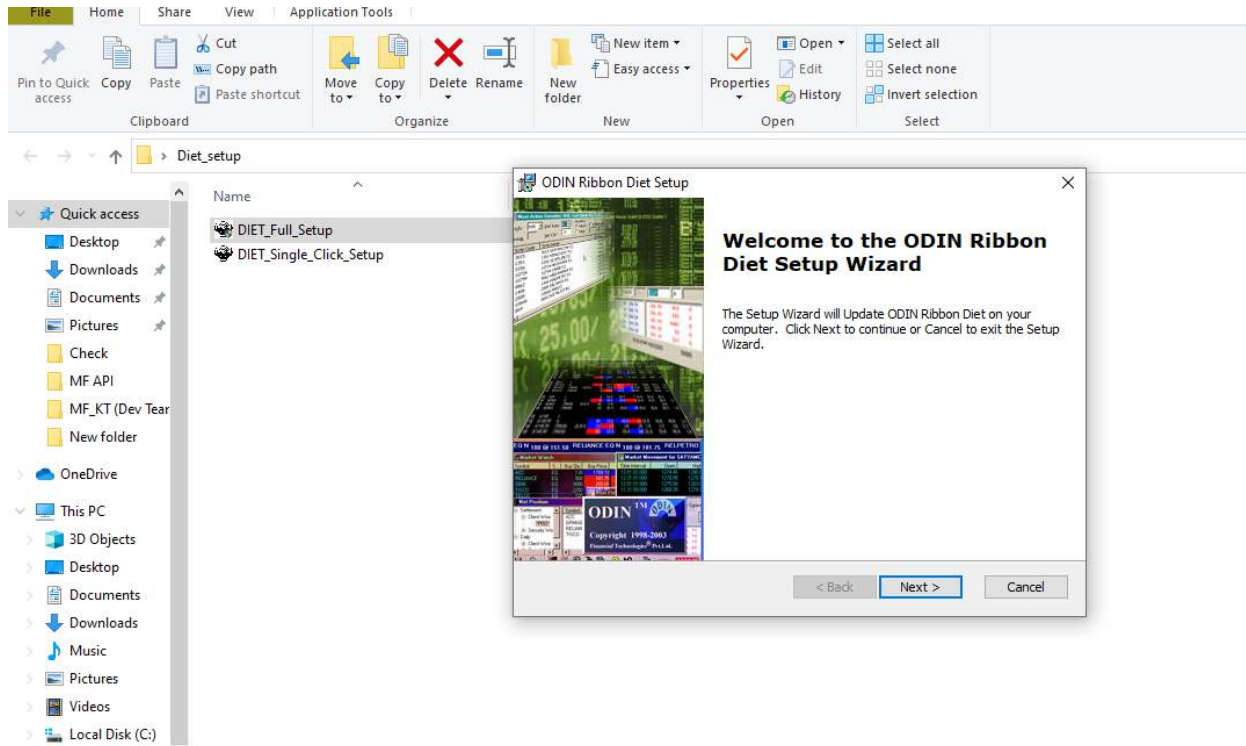 File Home Share View Application Tools
Pin to Quick access
Copy
Paste
Cut
Copy path
Paste shortcut
Clipboard
Move to
Copy to
Delete
Rename
Organize
New folder
New item
Easy access
New
Properties
Open
Edit
History
Open
Select all
Select none
Invert selection
Select
Diet_setup
Quick access
Desktop
Downloads
Documents
Pictures
Check
MF API
MF_KT (Dev Tear
New folder
OneDrive
This PC
3D Objects
Desktop
Documents
Downloads
Music
Pictures
Videos
Local Disk (C:)
Name
DIET_Full_Setup
DIET_Single_Click_Setup
ODIN Ribbon Diet Setup
25,00
ODIN TM
Copyright 1998-2003
Financial Technologies
Welcome to the ODIN Ribbon
Diet Setup Wizard
The Setup Wizard will Update ODIN Ribbon Diet on your
computer. Click Next to continue or Cancel to exit the Setup
Wizard.
< Back
Next >
Cancel